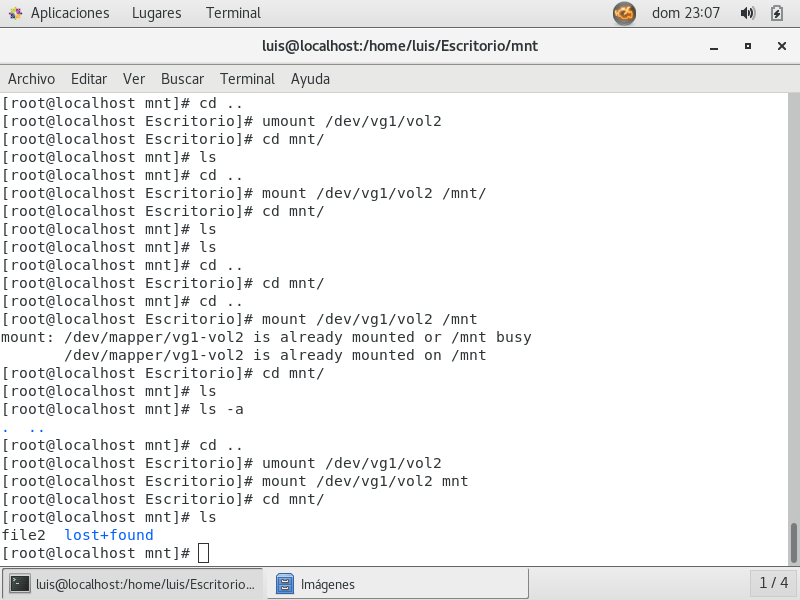 Aplicaciones Lugares Terminal dom 23:07
luis@localhost:/home/luis/Escritorio/mnt
Archivo Editar Ver Buscar Terminal Ayuda
[root@localhost mnt]# cd ..
[root@localhost Escritorio]# umount /dev/vg1/vol2
[root@localhost Escritorio]# cd mnt/
[root@localhost mnt]# ls
[root@localhost mnt]# cd ..
[root@localhost Escritorio]# mount /dev/vg1/vol2 /mnt/
[root@localhost Escritorio]# cd mnt/
[root@localhost mnt]# ls
[root@localhost mnt]# ls
[root@localhost mnt]# cd ..
[root@localhost Escritorio]# cd mnt/
[root@localhost mnt]# cd ..
[root@localhost Escritorio]# mount /dev/vg1/vol2 /mnt
mount: /dev/mapper/vg1-vol2 is already mounted or /mnt busy
       /dev/mapper/vg1-vol2 is already mounted on /mnt
[root@localhost Escritorio]# cd mnt/
[root@localhost mnt]# ls
[root@localhost mnt]# ls -a
.  ..
[root@localhost mnt]# cd ..
[root@localhost Escritorio]# umount /dev/vg1/vol2
[root@localhost Escritorio]# mount /dev/vg1/vol2 mnt
[root@localhost Escritorio]# cd mnt/
[root@localhost mnt]# ls
file2  lost+found
[root@localhost mnt]#
luis@localhost:/home/luis/Escritorio... Imágenes 1 / 4